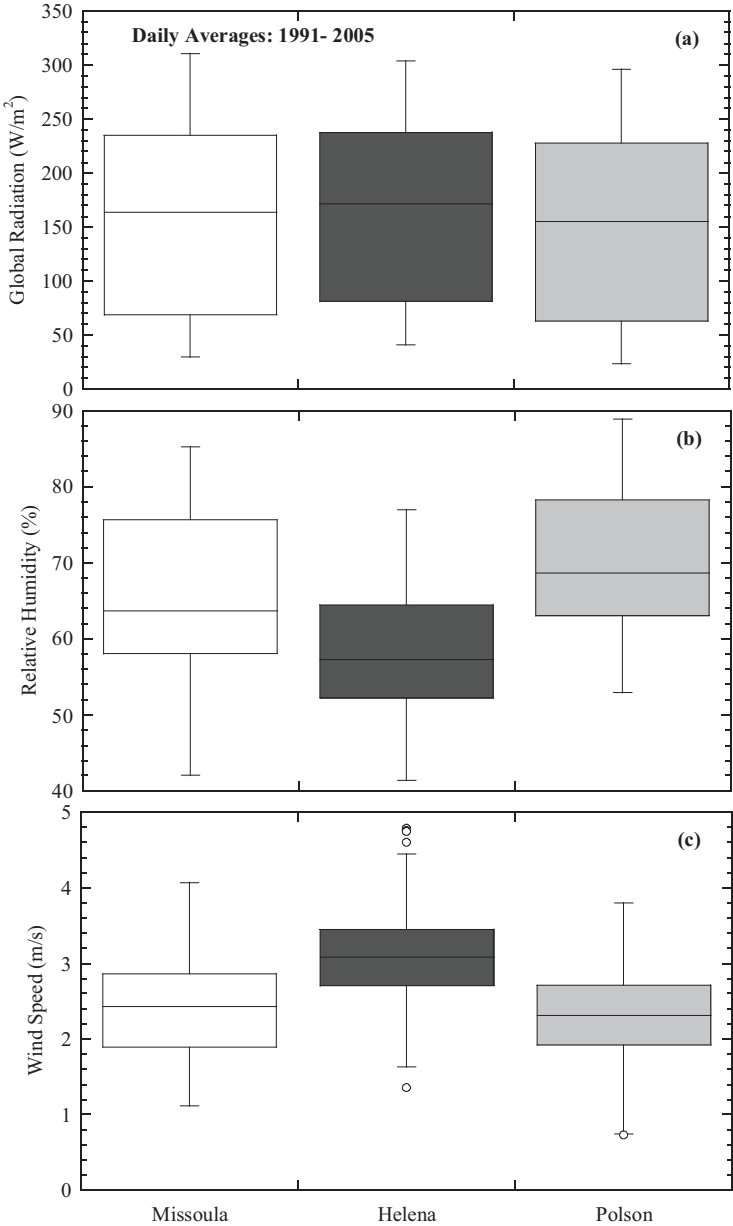 Daily Averages: 1991- 2005
(a)
Global Radiation (W/m²)
350
300
250
200
150
100
50
0
(b)
Relative Humidity (%)
90
80
70
60
50
40
(c)
Wind Speed (m/s)
5
4
3
2
1
0
Missoula Helena Polson